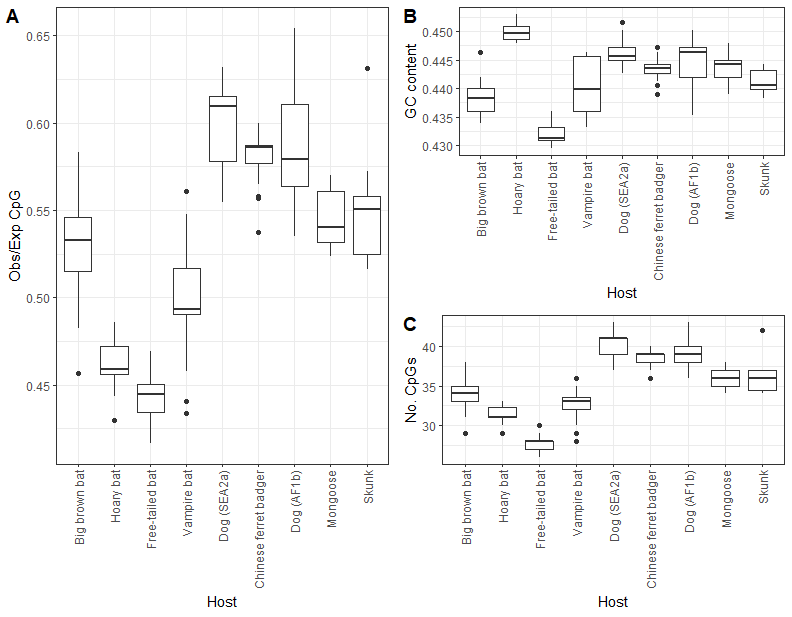 A
Obs/Exp CpG
0.65
0.60
0.55
0.50
0.45
Big brown bat
Hoary bat
Free-tailed bat
Vampire bat
Dog (SEA2a)
Chinese ferret badger
Dog (AF1b)
Mongoose
Skunk
Host
B
GC content
0.450
0.445
0.440
0.435
0.430
Big brown bat
Hoary bat
Free-tailed bat
Vampire bat
Dog (SEA2a)
Chinese ferret badger
Dog (AF1b)
Mongoose
Skunk
Host
C
No. CpGs
40
35
30
Big brown bat
Hoary bat
Free-tailed bat
Vampire bat
Dog (SEA2a)
Chinese ferret badger
Dog (AF1b)
Mongoose
Skunk
Host